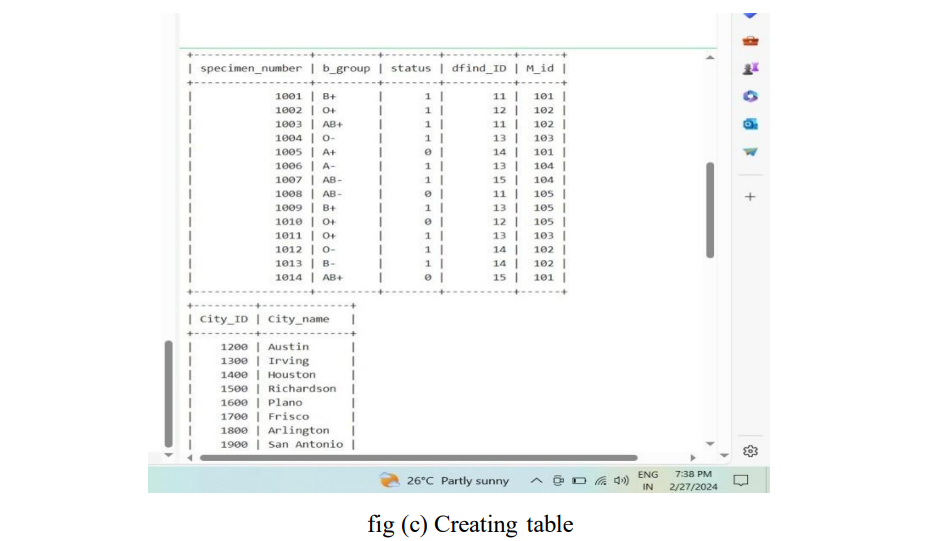 +-----------------+---------+--------+----------+------+
| specimen_number | b_group | status | dfind_ID | M_id |
+-----------------+---------+--------+----------+------+
| 1001 | B+ | 1 | 11 | 101 |
| 1002 | O+ | 1 | 12 | 102 |
| 1003 | AB+ | 1 | 11 | 102 |
| 1004 | O- | 1 | 13 | 103 |
| 1005 | A+ | 0 | 14 | 101 |
| 1006 | A- | 1 | 13 | 104 |
| 1007 | AB- | 1 | 15 | 104 |
| 1008 | AB- | 0 | 11 | 105 |
| 1009 | B+ | 1 | 13 | 105 |
| 1010 | O+ | 0 | 12 | 105 |
| 1011 | O+ | 1 | 13 | 103 |
| 1012 | O- | 1 | 14 | 102 |
| 1013 | B- | 1 | 14 | 102 |
| 1014 | AB+ | 0 | 15 | 101 |
+-----------------+---------+--------+----------+------+
+---------+-------------+
| City_ID | City_name |
+---------+-------------+
| 1200 | Austin |
| 1300 | Irving |
| 1400 | Houston |
| 1500 | Richardson |
| 1600 | Plano |
| 1700 | Frisco |
| 1800 | Arlington |
| 1900 | San Antonio |
26°C Partly sunny ENG IN 7:38 PM 2/27/2024
fig (c) Creating table